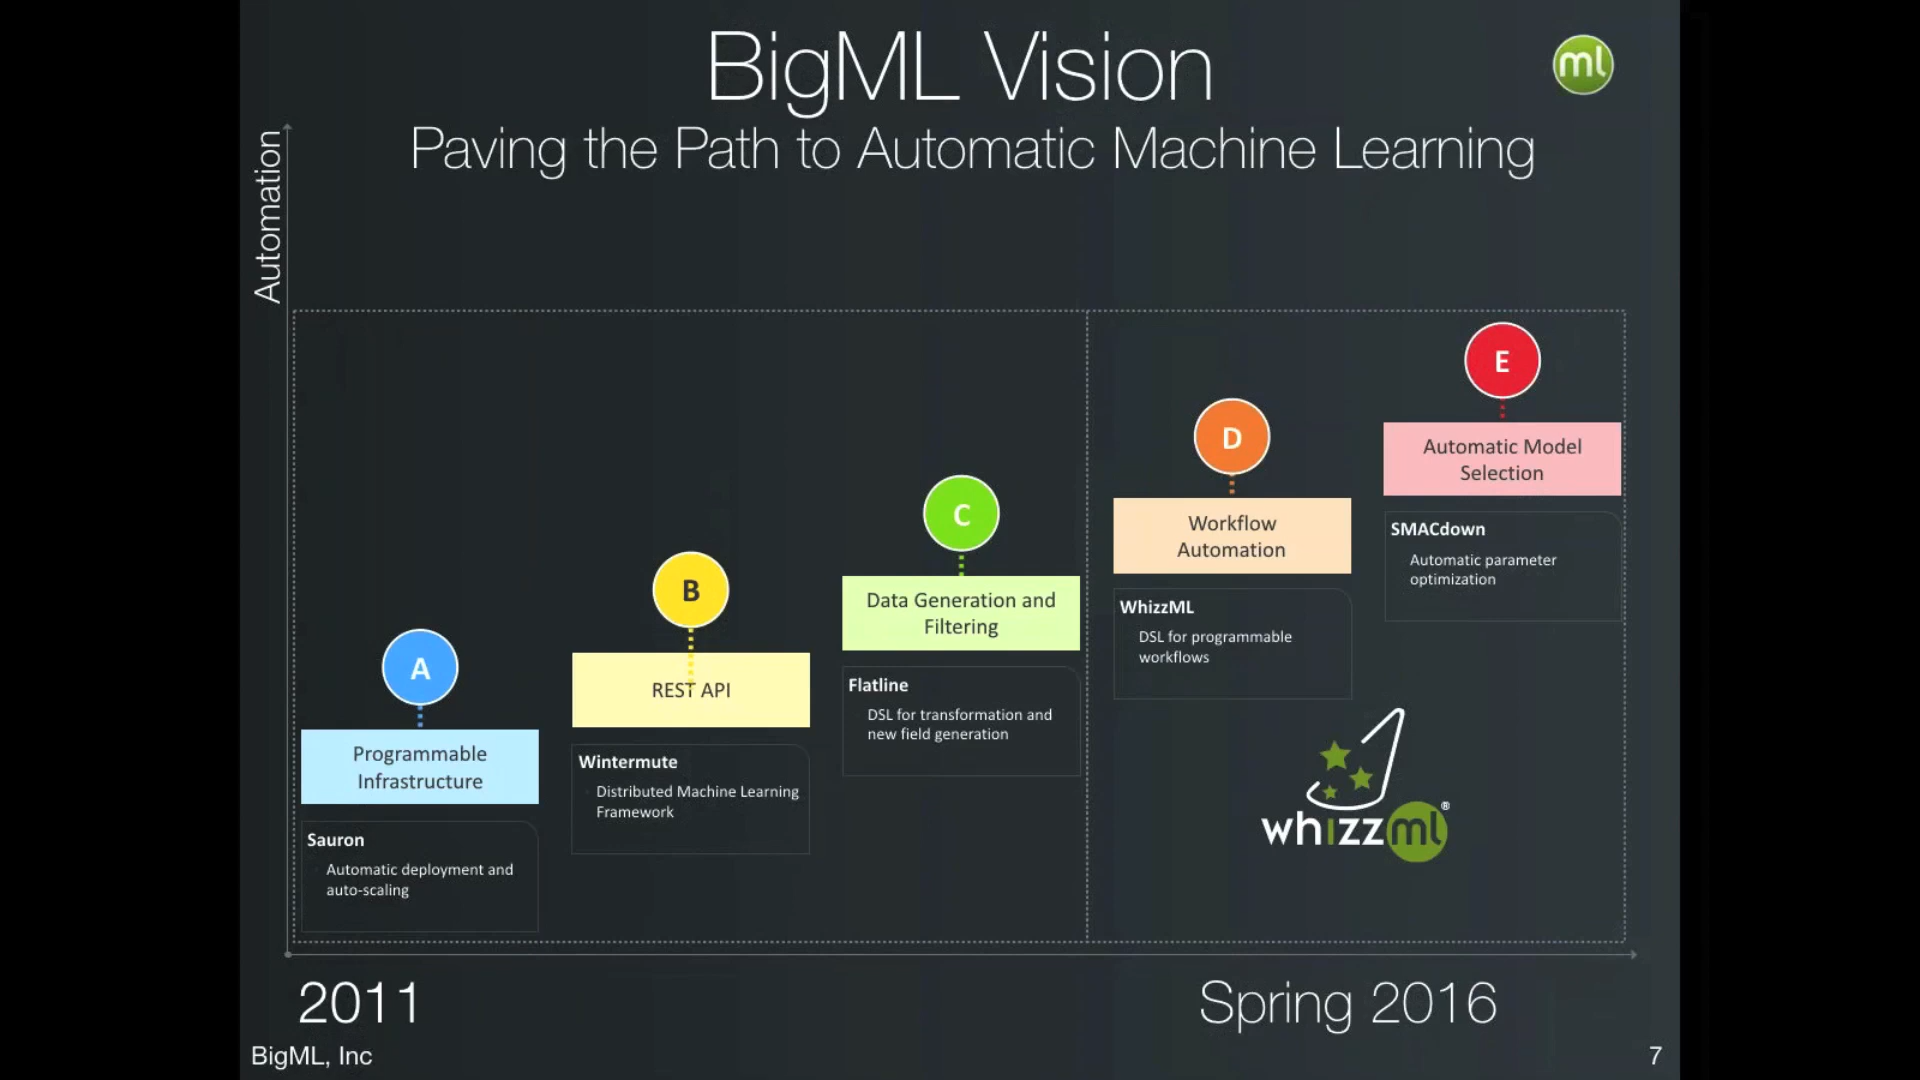 BigML Vision
ml
Paving the Path to Automatic Machine Learning
Automation
A
Programmable
Infrastructure
Sauron
Automatic deployment and
auto-scaling
B
REST API
Wintermute
Distributed Machine Learning
Framework
C
Data Generation and
Filtering
Flatline
DSL for transformation and
new field generation
D
Workflow
Automation
WhizzML
DSL for programmable
workflows
E
Automatic Model
Selection
SMACdown
Automatic parameter
optimization
whizzml®
2011
Spring 2016
BigML, Inc
7